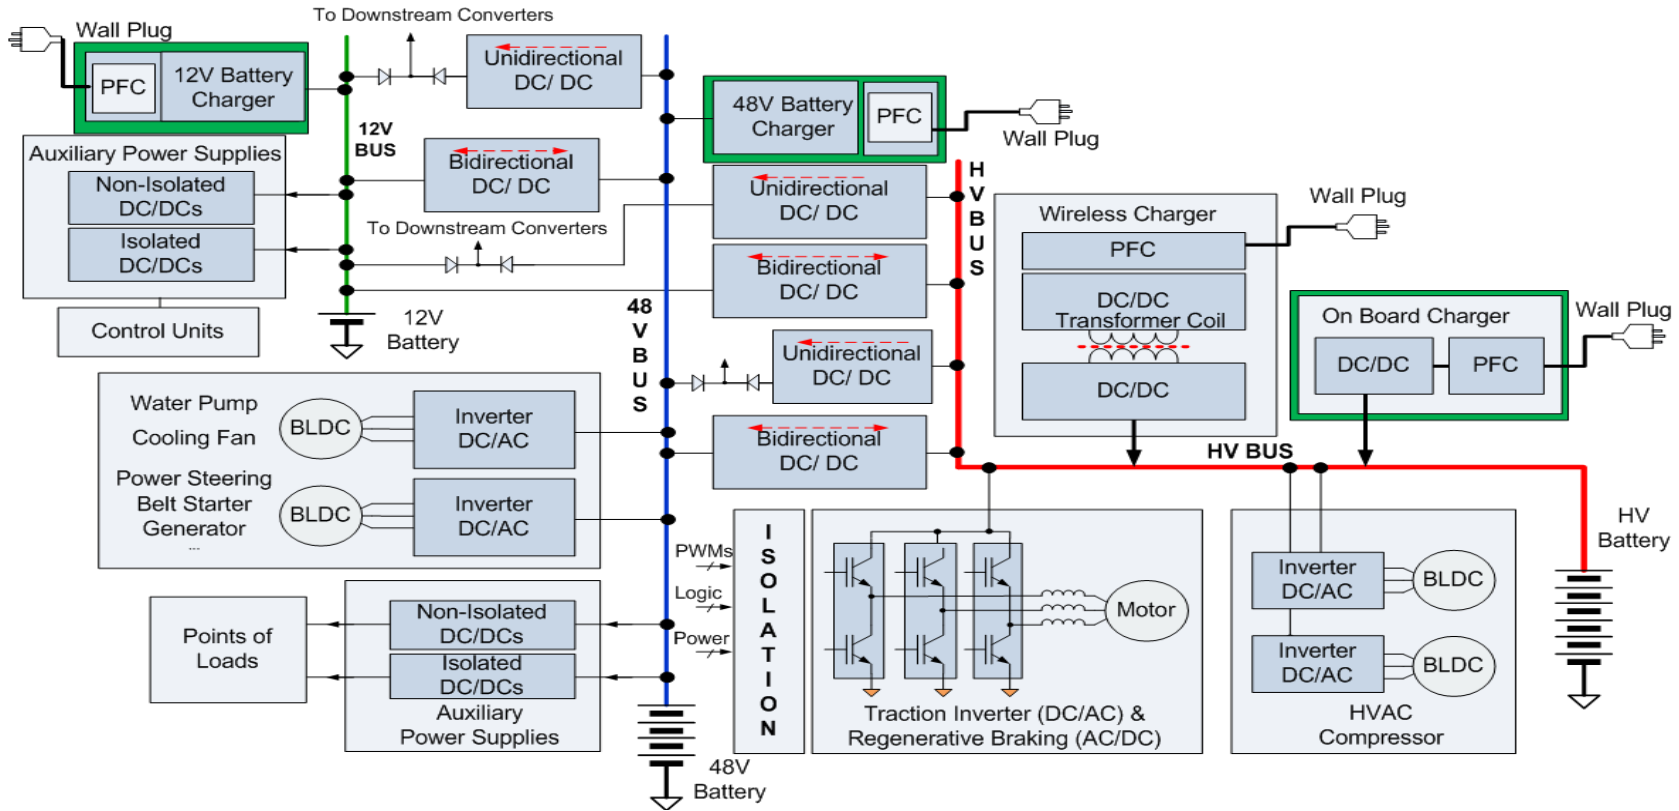 To Downstream Converters
Wall Plug
PFC
12V Battery
Charger
Unidirectional
DC/ DC
12V
BUS
48V Battery
Charger
PFC
Wall Plug
Auxiliary Power Supplies
Non-Isolated
DC/DCs
Isolated
DC/DCs
Control Units
Bidirectional
DC/ DC
To Downstream Converters
12V
Battery
48
V
B
U
S
Unidirectional
DC/ DC
Bidirectional
DC/ DC
Unidirectional
DC/ DC
Bidirectional
DC/ DC
H
V
B
U
S
Wireless Charger
PFC
DC/DC
Transformer Coil
DC/DC
Wall Plug
On Board Charger
DC/DC
PFC
Wall Plug
HV BUS
HV
Battery
Water Pump
Cooling Fan
BLDC
Inverter
DC/AC
Power Steering
Belt Starter
Generator
...
BLDC
Inverter
DC/AC
Points of
Loads
Non-Isolated
DC/DCs
Isolated
DC/DCs
Auxiliary
Power Supplies
48V
Battery
PWMs
Logic
Power
I
S
O
L
A
T
I
O
N
Motor
Traction Inverter (DC/AC) &
Regenerative Braking (AC/DC)
Inverter
DC/AC
BLDC
Inverter
DC/AC
BLDC
HVAC
Compressor